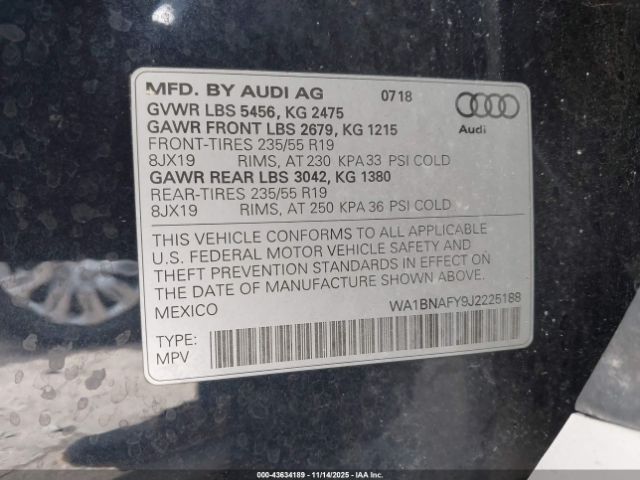 MFD. BY AUDI AG 0718
GVWR LBS 5456, KG 2475
GAWR FRONT LBS 2679, KG 1215
Audi
FRONT-TIRES 235/55 R19
8JX19 RIMS, AT 230 KPA 33 PSI COLD
GAWR REAR LBS 3042, KG 1380
REAR-TIRES 235/55 R19
8JX19 RIMS, AT 250 KPA 36 PSI COLD
THIS VEHICLE CONFORMS TO ALL APPLICABLE
U.S. FEDERAL MOTOR VEHICLE SAFETY AND
THEFT PREVENTION STANDARDS IN EFFECT ON
THE DATE OF MANUFACTURE SHOWN ABOVE.
MEXICO WA1BNAFY9J2225188
TYPE:
MPV
000-43634189 - 11/14/2025 - IAA Inc.